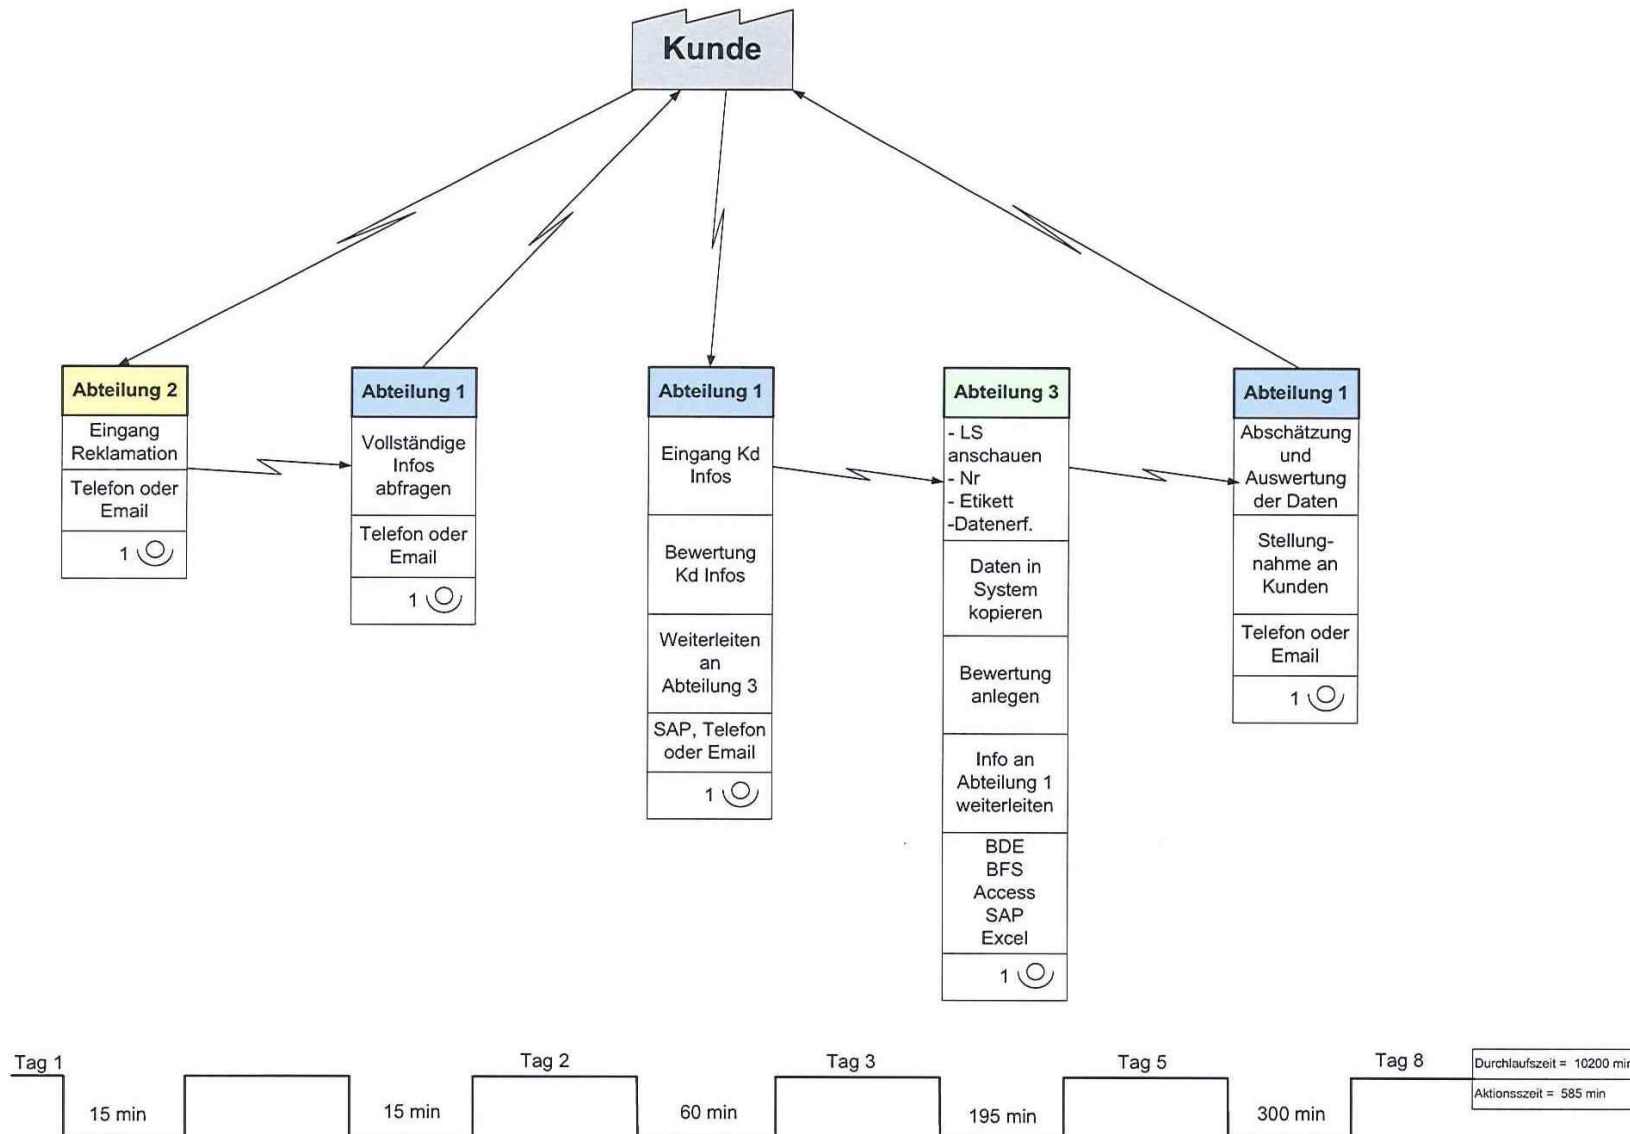 Kunde
Abteilung 2
Eingang
Reklamation
Telefon oder
Email
1
Abteilung 1
Vollständige
Infos
abfragen
Telefon oder
Email
1
Abteilung 1
Eingang Kd
Infos
Bewertung
Kd Infos
Weiterleiten
an
Abteilung 3
SAP, Telefon
oder Email
1
Abteilung 3
- LS
anschauen
- Nr
- Etikett
-Datenerf.
Daten in
System
kopieren
Bewertung
anlegen
Info an
Abteilung 1
weiterleiten
BDE
BFS
Access
SAP
Excel
1
Abteilung 1
Abschätzung
und
Auswertung
der Daten
Stellung-
nahme an
Kunden
Telefon oder
Email
1
Tag 1
Tag 2
Tag 3
Tag 5
Tag 8
15 min
15 min
60 min
195 min
300 min
Durchlaufszeit = 10200 min
Aktionsszeit = 585 min